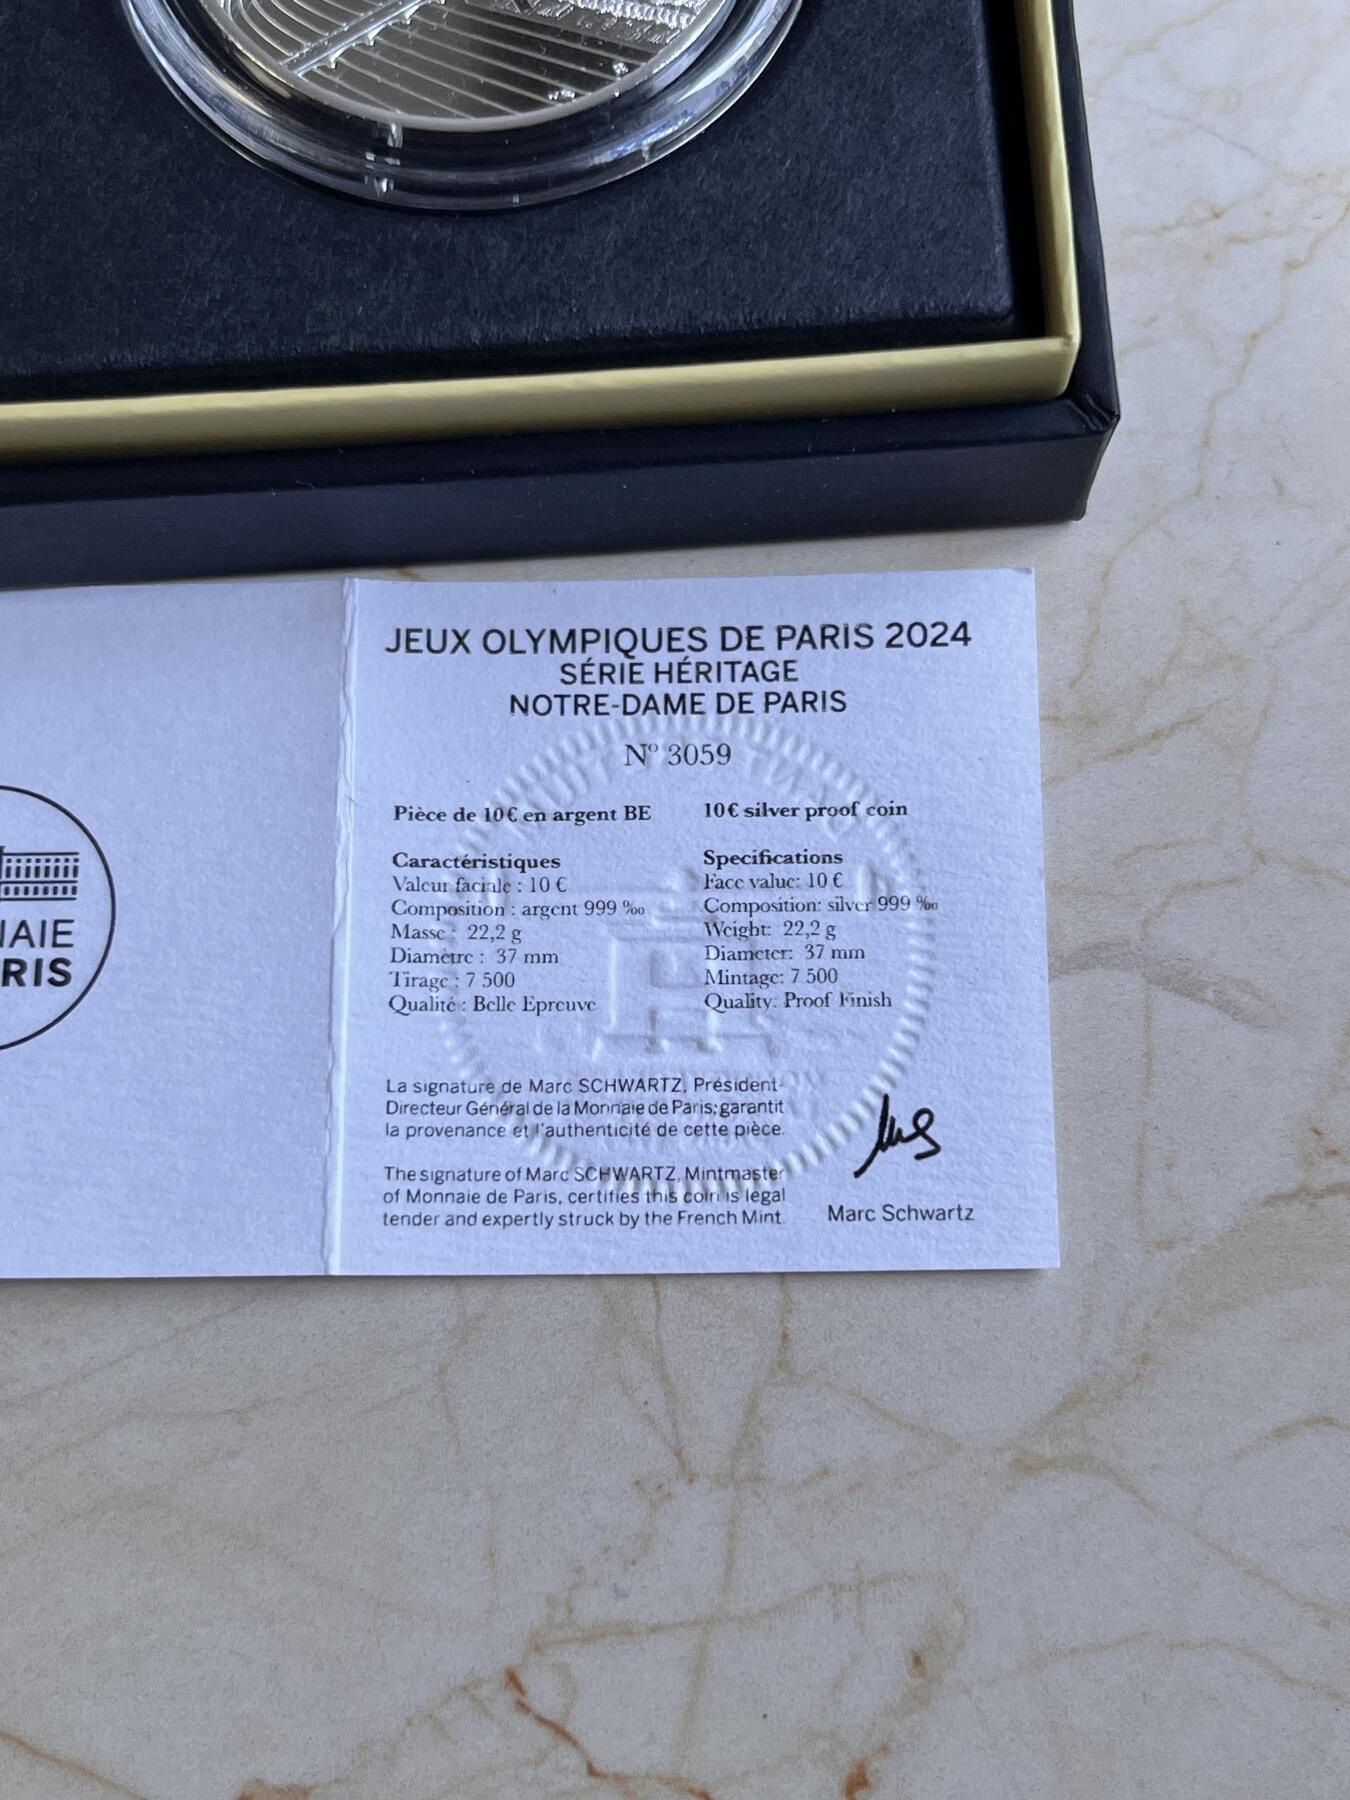 NAIE
RIS
JEUX OLYMPIQUES DE PARIS 2024
SÉRIE HÉRITAGE
NOTRE-DAME DE PARIS
Nº 3059
Pièce de 10 € en argent BE
Caractéristiques
Valeur faciale : 10 €
Composition : argent 999 ‰
Masse : 22,2 g
Diamètre : 37 mm
Tirage : 7 500
Qualité : Belle Epreuve
10 € silver proof coin
Specifications
Face value: 10 €
Composition: silver 999 ‰
Weight: 22,2 g
Diameter: 37 mm
Mintage: 7 500
Quality: Proof Finish
La signature de Marc SCHWARTZ, Président-
Directeur Général de la Monnaie de Paris, garantit
la provenance et l'authenticité de cette pièce.
The signature of Marc SCHWARTZ, Mintmaster
of Monnaie de Paris, certifies this coin is legal
tender and expertly struck by the French Mint.
Marc Schwartz